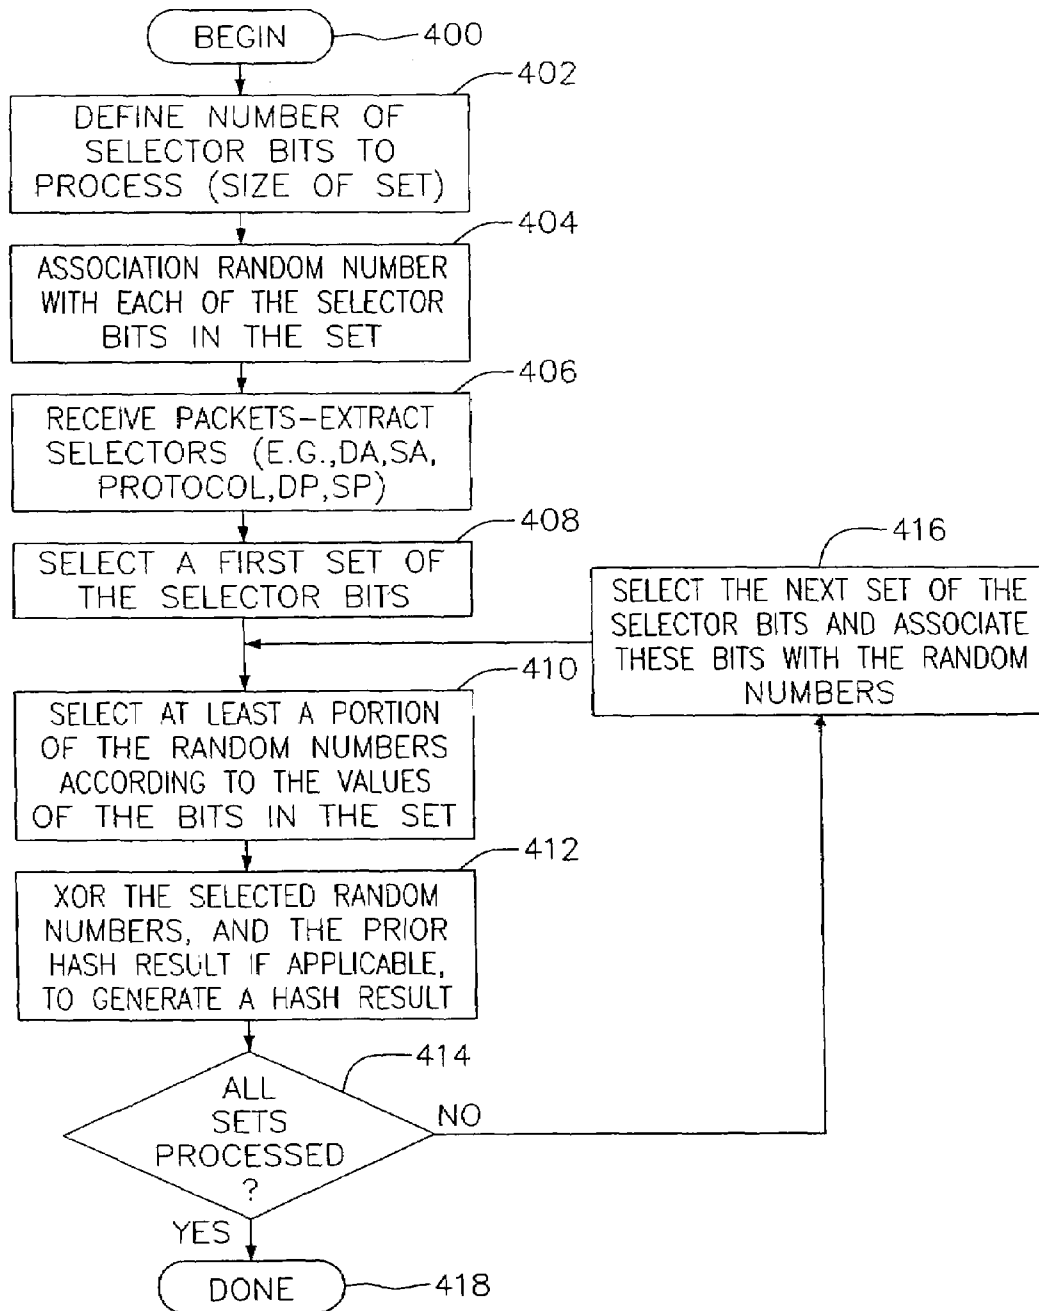 BEGIN
400
402
DEFINE NUMBER OF
SELECTOR BITS TO
PROCESS (SIZE OF SET)
404
ASSOCIATION RANDOM NUMBER
WITH EACH OF THE SELECTOR
BITS IN THE SET
406
RECEIVE PACKETS-EXTRACT
SELECTORS (E.G.,DA,SA,
PROTOCOL,DP,SP)
408
SELECT A FIRST SET OF
THE SELECTOR BITS
416
SELECT THE NEXT SET OF THE
SELECTOR BITS AND ASSOCIATE
THESE BITS WITH THE RANDOM
NUMBERS
410
SELECT AT LEAST A PORTION
OF THE RANDOM NUMBERS
ACCORDING TO THE VALUES
OF THE BITS IN THE SET
412
XOR THE SELECTED RANDOM
NUMBERS, AND THE PRIOR
HASH RESULT IF APPLICABLE,
TO GENERATE A HASH RESULT
414
ALL
SETS
PROCESSED
?
NO
YES
DONE
418